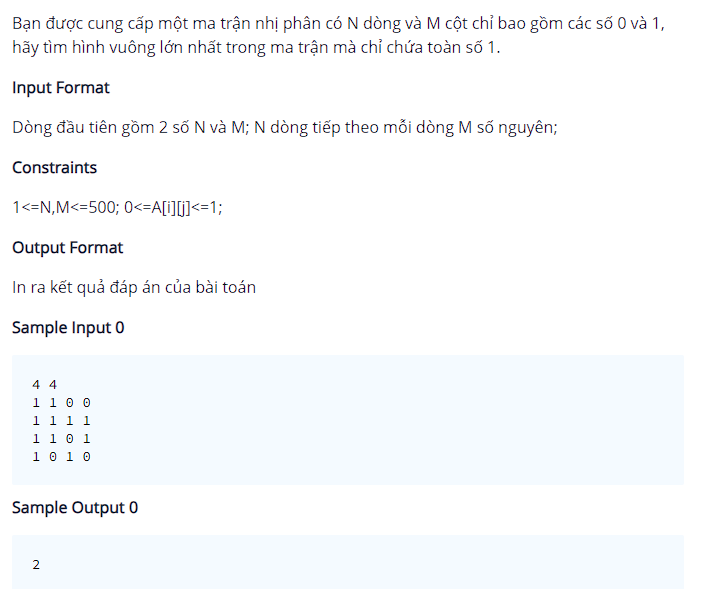 Bạn được cung cấp một ma trận nhị phân có N dòng và M cột chỉ bao gồm các số 0 và 1,
hãy tìm hình vuông lớn nhất trong ma trận mà chỉ chứa toàn số 1.
Input Format
Dòng đầu tiên gồm 2 số N và M; N dòng tiếp theo mỗi dòng M số nguyên;
Constraints
1<=N,M<=500; 0<=A[i][j]<=1;
Output Format
In ra kết quả đáp án của bài toán
Sample Input 0
4 4
1 1 0 0
1 1 1 1
1 1 0 1
1 0 1 0
Sample Output 0
2